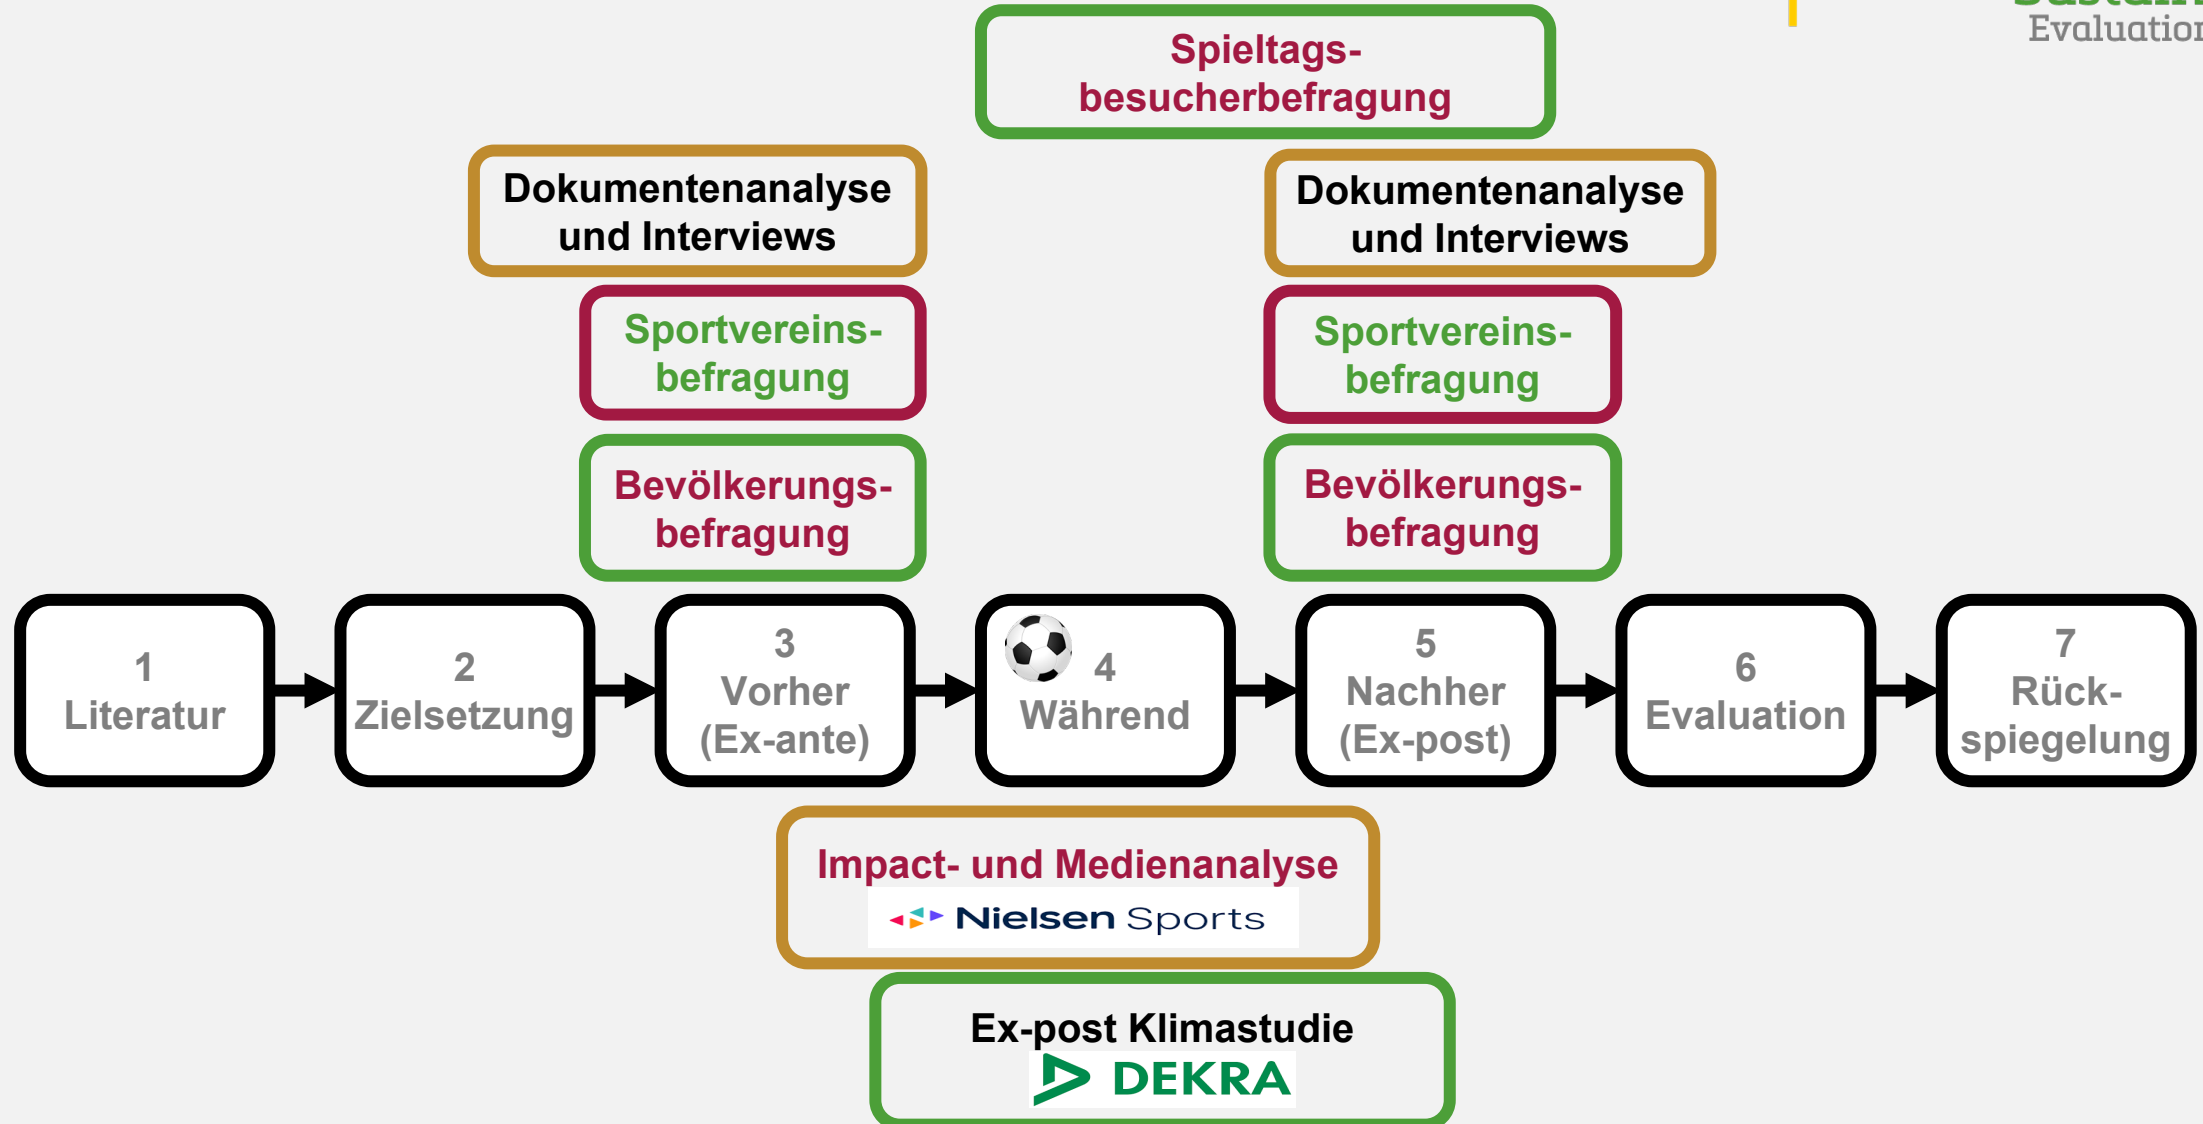 Evaluation
Spieltags-
besucherbefragung
Dokumentenanalyse
und Interviews
Dokumentenanalyse
und Interviews
Sportvereins-
befragung
Sportvereins-
befragung
Bevölkerungs-
befragung
Bevölkerungs-
befragung
1
Literatur
2
Zielsetzung
3
Vorher
(Ex-ante)
4
Während
5
Nachher
(Ex-post)
6
Evaluation
7
Rück-
spiegelung
Impact- und Medienanalyse
Nielsen Sports
Ex-post Klimastudie
DEKRA